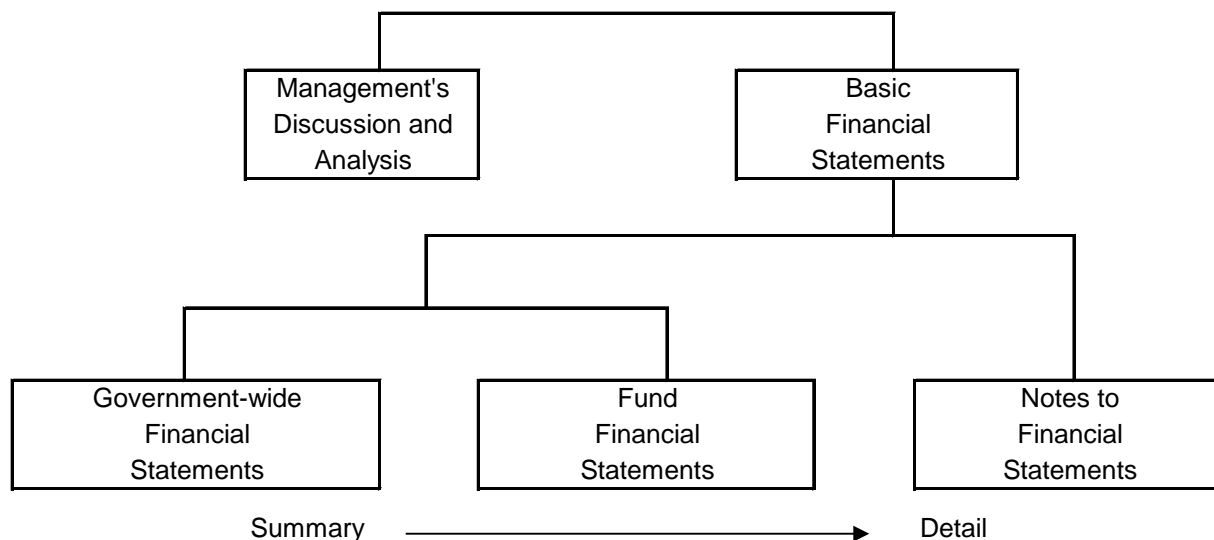 Management's
Discussion and
Analysis
Basic
Financial
Statements
Government-wide
Financial
Statements
Fund
Financial
Statements
Notes to
Financial
Statements
Summary
Detail